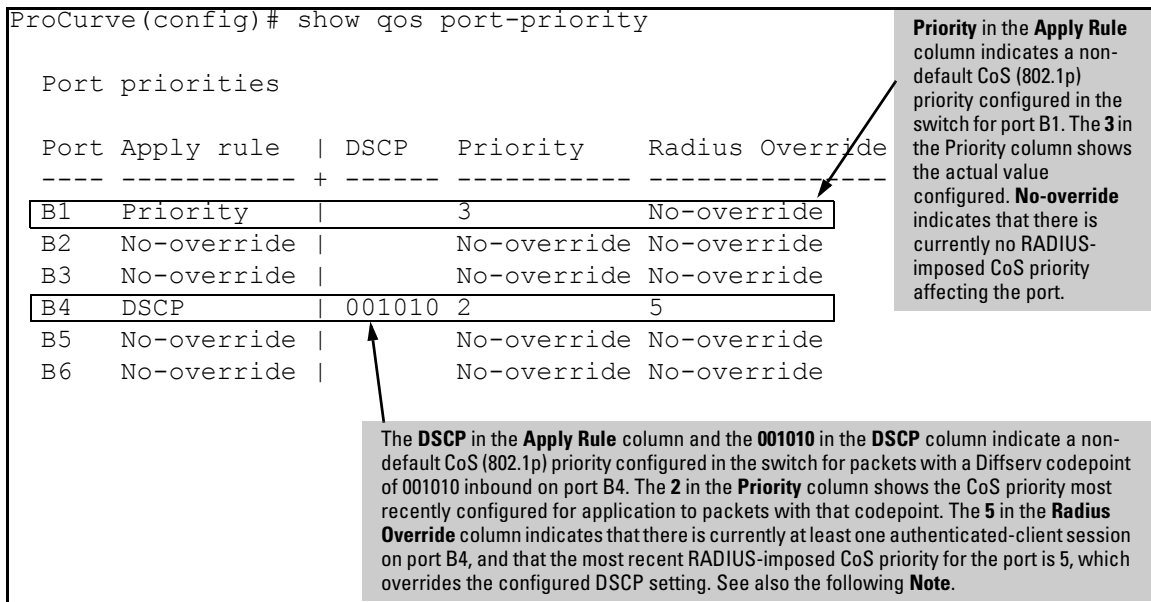 ProCurve(config)# show qos port-priority
Port priorities
Port Apply rule | DSCP Priority Radius Override
---- ----------- + ------ ----------- ---------------
B1 Priority | 3 No-override
B2 No-override | No-override No-override
B3 No-override | No-override No-override
B4 DSCP | 001010 2 5
B5 No-override | No-override No-override
B6 No-override | No-override No-override
Priority in the Apply Rule
column indicates a non-
default CoS (802.1p)
priority configured in the
switch for port B1. The 3 in
the Priority column shows
the actual value
configured. No-override
indicates that there is
currently no RADIUS-
imposed CoS priority
affecting the port.
The DSCP in the Apply Rule column and the 001010 in the DSCP column indicate a non-
default CoS (802.1p) priority configured in the switch for packets with a Diffserv codepoint
of 001010 inbound on port B4. The 2 in the Priority column shows the CoS priority most
recently configured for application to packets with that codepoint. The 5 in the Radius
Override column indicates that there is currently at least one authenticated-client session
on port B4, and that the most recent RADIUS-imposed CoS priority for the port is 5, which
overrides the configured DSCP setting. See also the following Note.